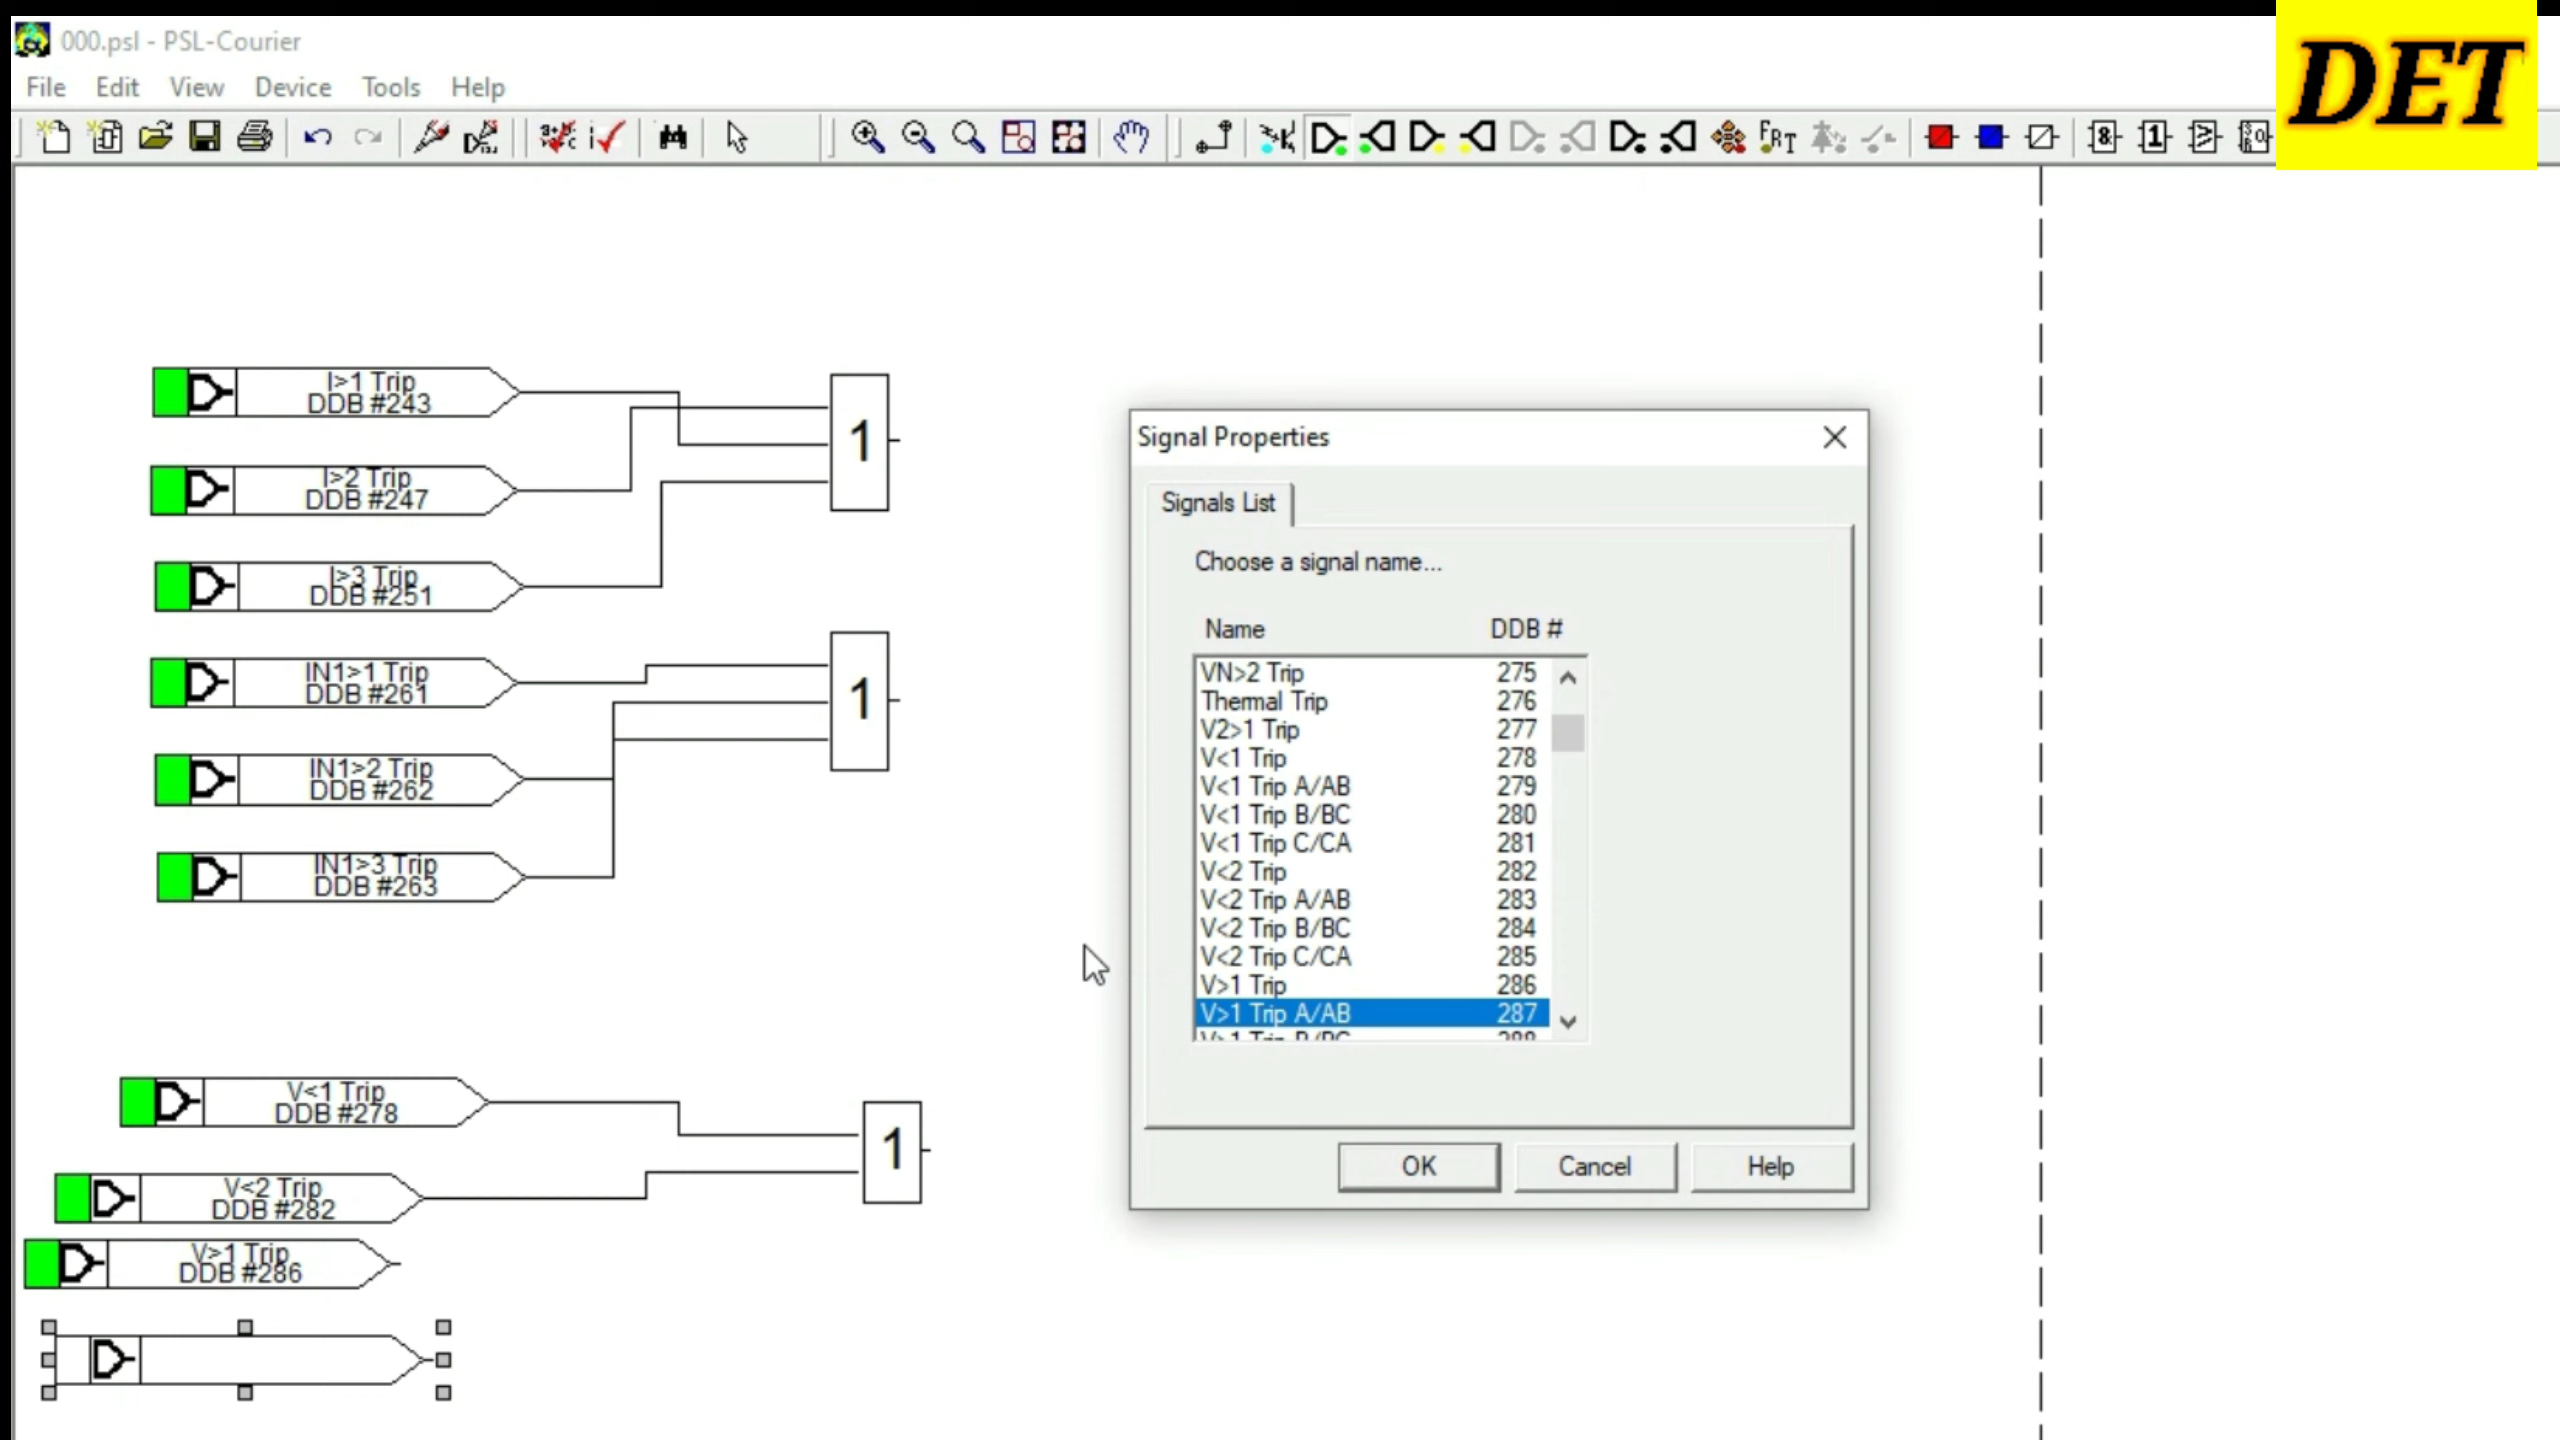 000.psl - PSL-Courier
DET
File Edit View Device Tools Help
I>1 Trip
DDB #243
I>2 Trip
DDB #247
I>3 Trip
DDB #251
IN1>1 Trip
DDB #261
IN1>2 Trip
DDB #262
IN1>3 Trip
DDB #263
1
1
V<1 Trip
DDB #278
V<2 Trip
DDB #282
V>1 Trip
DDB #286
1
Signal Properties
Signals List
Choose a signal name...
Name DDB #
VN>2 Trip 275
Thermal Trip 276
V2>1 Trip 277
V<1 Trip 278
V<1 Trip A/AB 279
V<1 Trip B/BC 280
V<1 Trip C/CA 281
V<2 Trip 282
V<2 Trip A/AB 283
V<2 Trip B/BC 284
V<2 Trip C/CA 285
V>1 Trip 286
V>1 Trip A/AB 287
V>1 Trip B/BC 288
OK Cancel Help